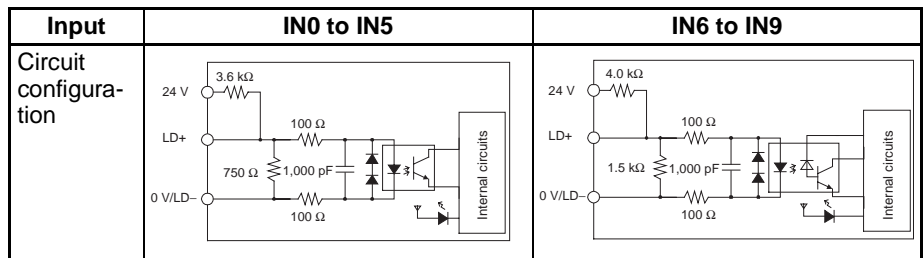 Input
IN0 to IN5
IN6 to IN9
Circuit
configura-
tion
3.6 kΩ
24 V
100 Ω
LD+
750 Ω
1,000 pF
0 V/LD–
100 Ω
Internal circuits
4.0 kΩ
24 V
100 Ω
LD+
1.5 kΩ
1,000 pF
0 V/LD–
100 Ω
Internal circuits